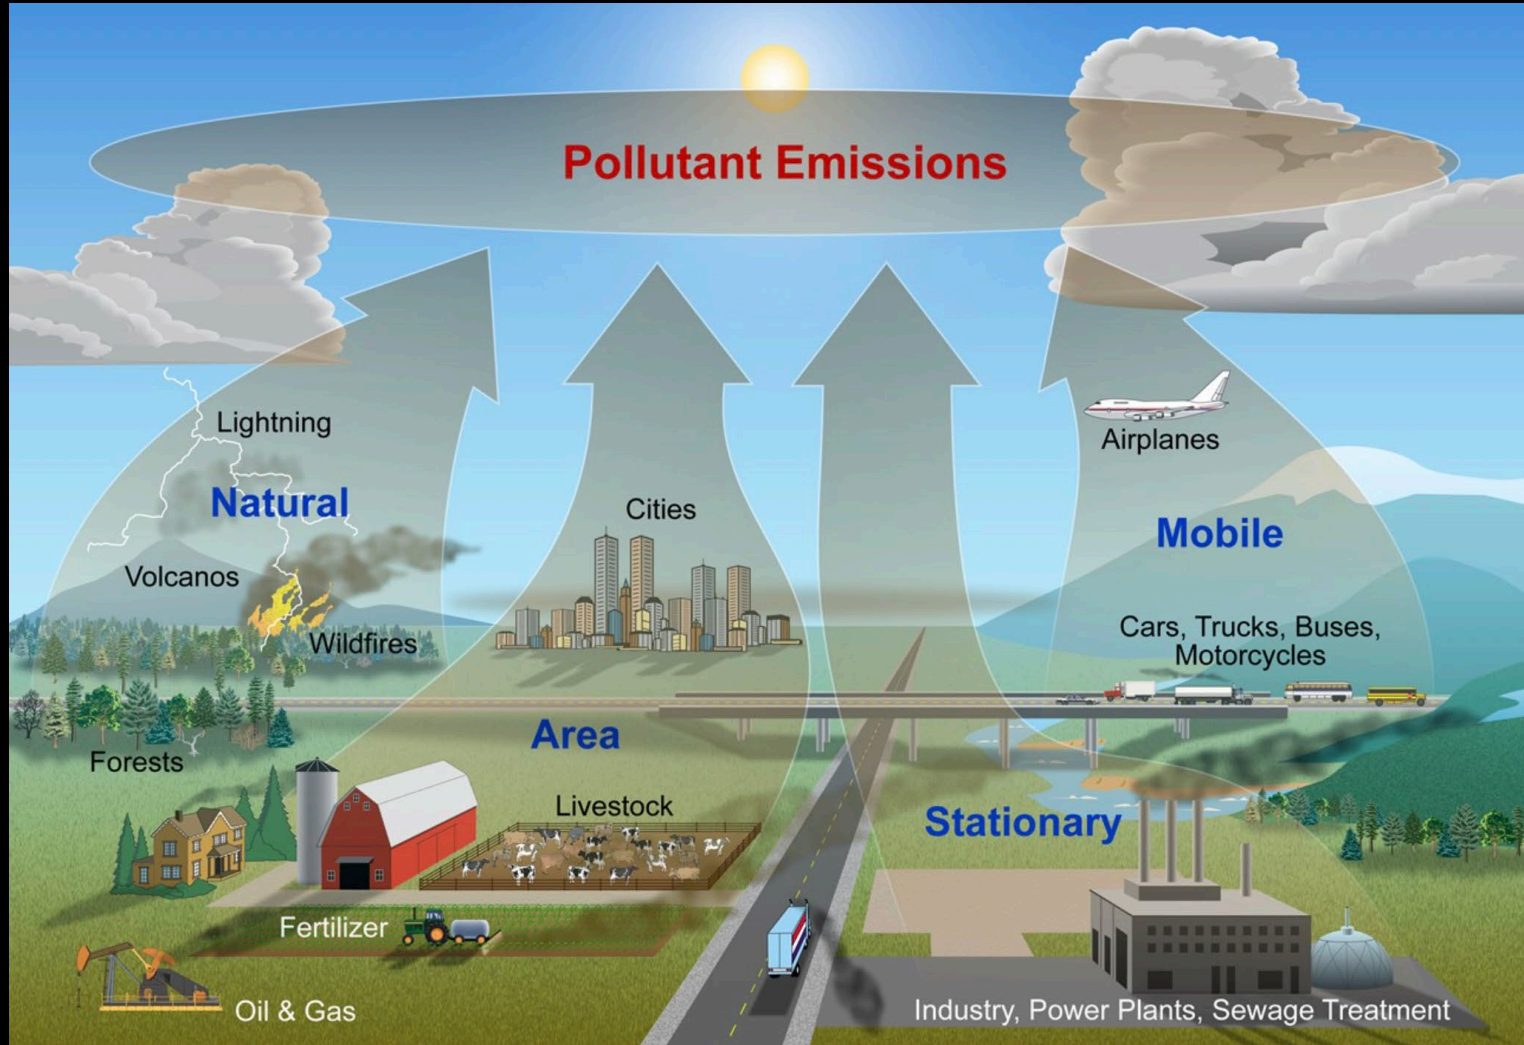 Pollutant Emissions
Lightning
Natural
Volcanos
Wildfires
Forests
Cities
Area
Livestock
Fertilizer
Oil & Gas
Airplanes
Mobile
Cars, Trucks, Buses,
Motorcycles
Stationary
Industry, Power Plants, Sewage Treatment